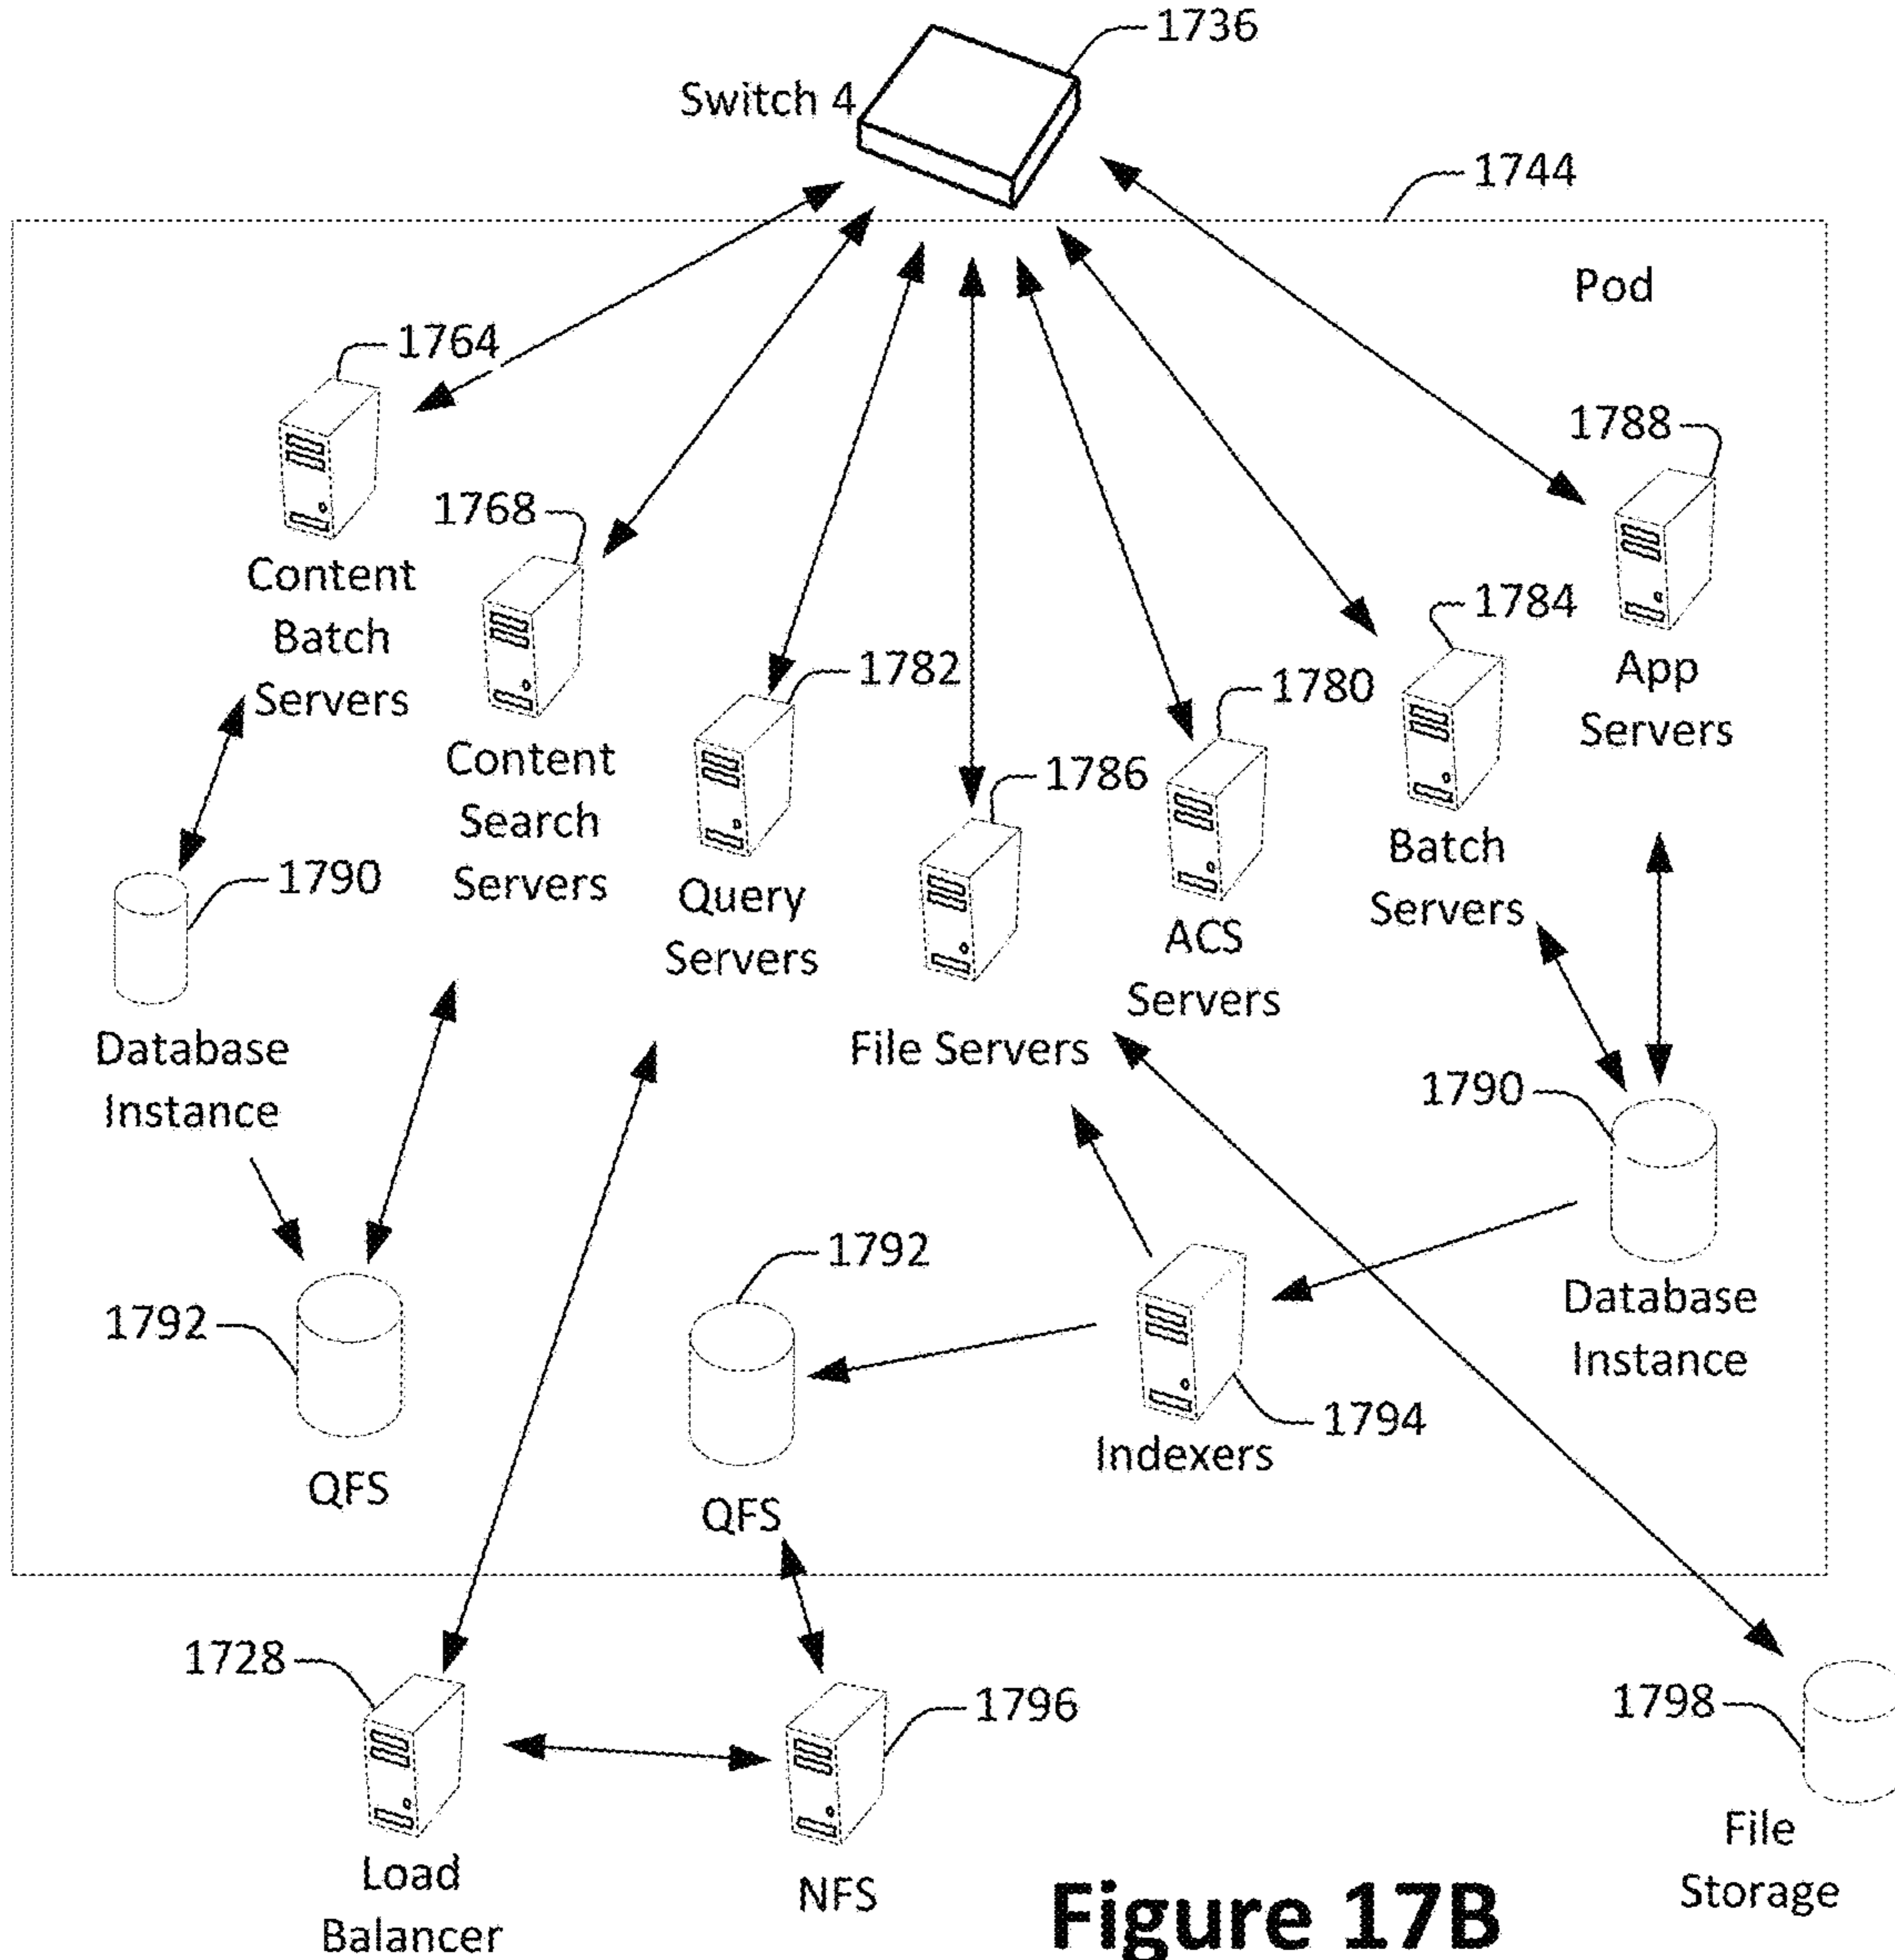 1736
Switch 4
1744
Pod
1764
1788
1768
Content
Batch
Servers
1784
App
Servers
1782
1780
Content
Search
Servers
1786
1790
Batch
Servers
Query
Servers
ACS
Servers
Database
Instance
File Servers
1790
1792
1792
Database
Instance
1794
Indexers
QFS
QFS
1728
1796
1798
File
Storage
Load
Balancer
NFS
Figure 17B